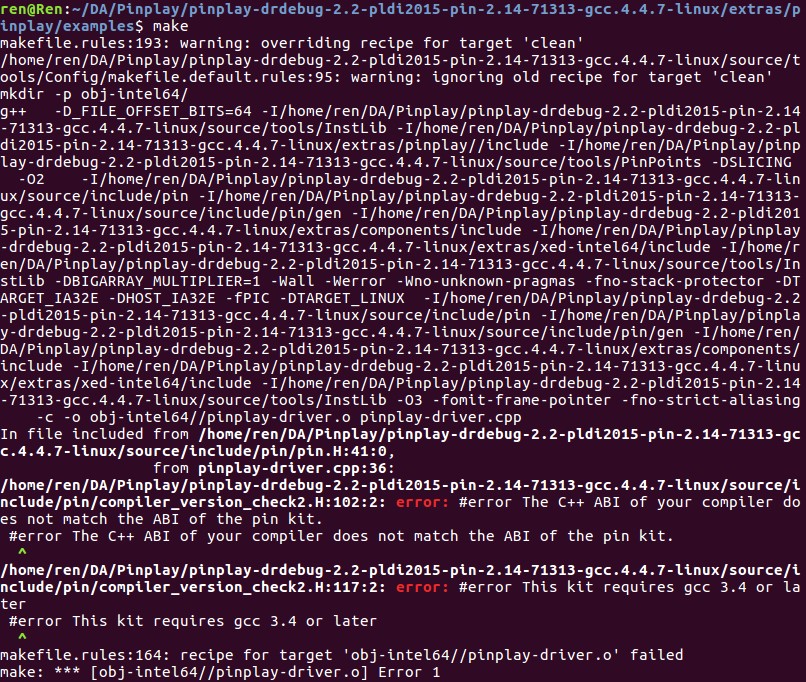 ren@Ren:~/DA/Pinplay/pinplay-drdebug-2.2-pldi2015-pin-2.14-71313-gcc.4.4.7-linux/extras/p
inplay/examples$ make
makefile.rules:193: warning: overriding recipe for target 'clean'
/home/ren/DA/Pinplay/pinplay-drdebug-2.2-pldi2015-pin-2.14-71313-gcc.4.4.7-linux/source/t
ools/Config/makefile.default.rules:95: warning: ignoring old recipe for target 'clean'
mkdir -p obj-intel64/
g++   -D_FILE_OFFSET_BITS=64 -I/home/ren/DA/Pinplay/pinplay-drdebug-2.2-pldi2015-pin-2.14
-71313-gcc.4.4.7-linux/source/tools/InstLib -I/home/ren/DA/Pinplay/pinplay-drdebug-2.2-pl
di2015-pin-2.14-71313-gcc.4.4.7-linux/extras/pinplay//include -I/home/ren/DA/Pinplay/pinp
lay-drdebug-2.2-pldi2015-pin-2.14-71313-gcc.4.4.7-linux/source/tools/PinPoints -DSLICING
  -O2    -I/home/ren/DA/Pinplay/pinplay-drdebug-2.2-pldi2015-pin-2.14-71313-gcc.4.4.7-lin
ux/source/include/pin -I/home/ren/DA/Pinplay/pinplay-drdebug-2.2-pldi2015-pin-2.14-71313-
gcc.4.4.7-linux/source/include/pin/gen -I/home/ren/DA/Pinplay/pinplay-drdebug-2.2-pldi201
5-pin-2.14-71313-gcc.4.4.7-linux/extras/components/include -I/home/ren/DA/Pinplay/pinplay
-drdebug-2.2-pldi2015-pin-2.14-71313-gcc.4.4.7-linux/extras/xed-intel64/include -I/home/r
en/DA/Pinplay/pinplay-drdebug-2.2-pldi2015-pin-2.14-71313-gcc.4.4.7-linux/source/tools/In
stLib -DBIGARRAY_MULTIPLIER=1 -Wall -Werror -Wno-unknown-pragmas -fno-stack-protector -DT
ARGET_IA32E -DHOST_IA32E -fPIC -DTARGET_LINUX  -I/home/ren/DA/Pinplay/pinplay-drdebug-2.2
-pldi2015-pin-2.14-71313-gcc.4.4.7-linux/source/include/pin -I/home/ren/DA/Pinplay/pinpla
y-drdebug-2.2-pldi2015-pin-2.14-71313-gcc.4.4.7-linux/source/include/pin/gen -I/home/ren/
DA/Pinplay/pinplay-drdebug-2.2-pldi2015-pin-2.14-71313-gcc.4.4.7-linux/extras/components/
include -I/home/ren/DA/Pinplay/pinplay-drdebug-2.2-pldi2015-pin-2.14-71313-gcc.4.4.7-linu
x/extras/xed-intel64/include -I/home/ren/DA/Pinplay/pinplay-drdebug-2.2-pldi2015-pin-2.14
-71313-gcc.4.4.7-linux/source/tools/InstLib -O3 -fomit-frame-pointer -fno-strict-aliasing
    -c -o obj-intel64//pinplay-driver.o pinplay-driver.cpp
In file included from /home/ren/DA/Pinplay/pinplay-drdebug-2.2-pldi2015-pin-2.14-71313-gc
c.4.4.7-linux/source/include/pin/pin.H:41:0,
                 from pinplay-driver.cpp:36:
/home/ren/DA/Pinplay/pinplay-drdebug-2.2-pldi2015-pin-2.14-71313-gcc.4.4.7-linux/source/i
nclude/pin/compiler_version_check2.H:102:2: error: #error The C++ ABI of your compiler do
es not match the ABI of the pin kit.
 #error The C++ ABI of your compiler does not match the ABI of the pin kit.
  ^
/home/ren/DA/Pinplay/pinplay-drdebug-2.2-pldi2015-pin-2.14-71313-gcc.4.4.7-linux/source/i
nclude/pin/compiler_version_check2.H:117:2: error: #error This kit requires gcc 3.4 or la
ter
 #error This kit requires gcc 3.4 or later
  ^
makefile.rules:164: recipe for target 'obj-intel64//pinplay-driver.o' failed
make: *** [obj-intel64//pinplay-driver.o] Error 1